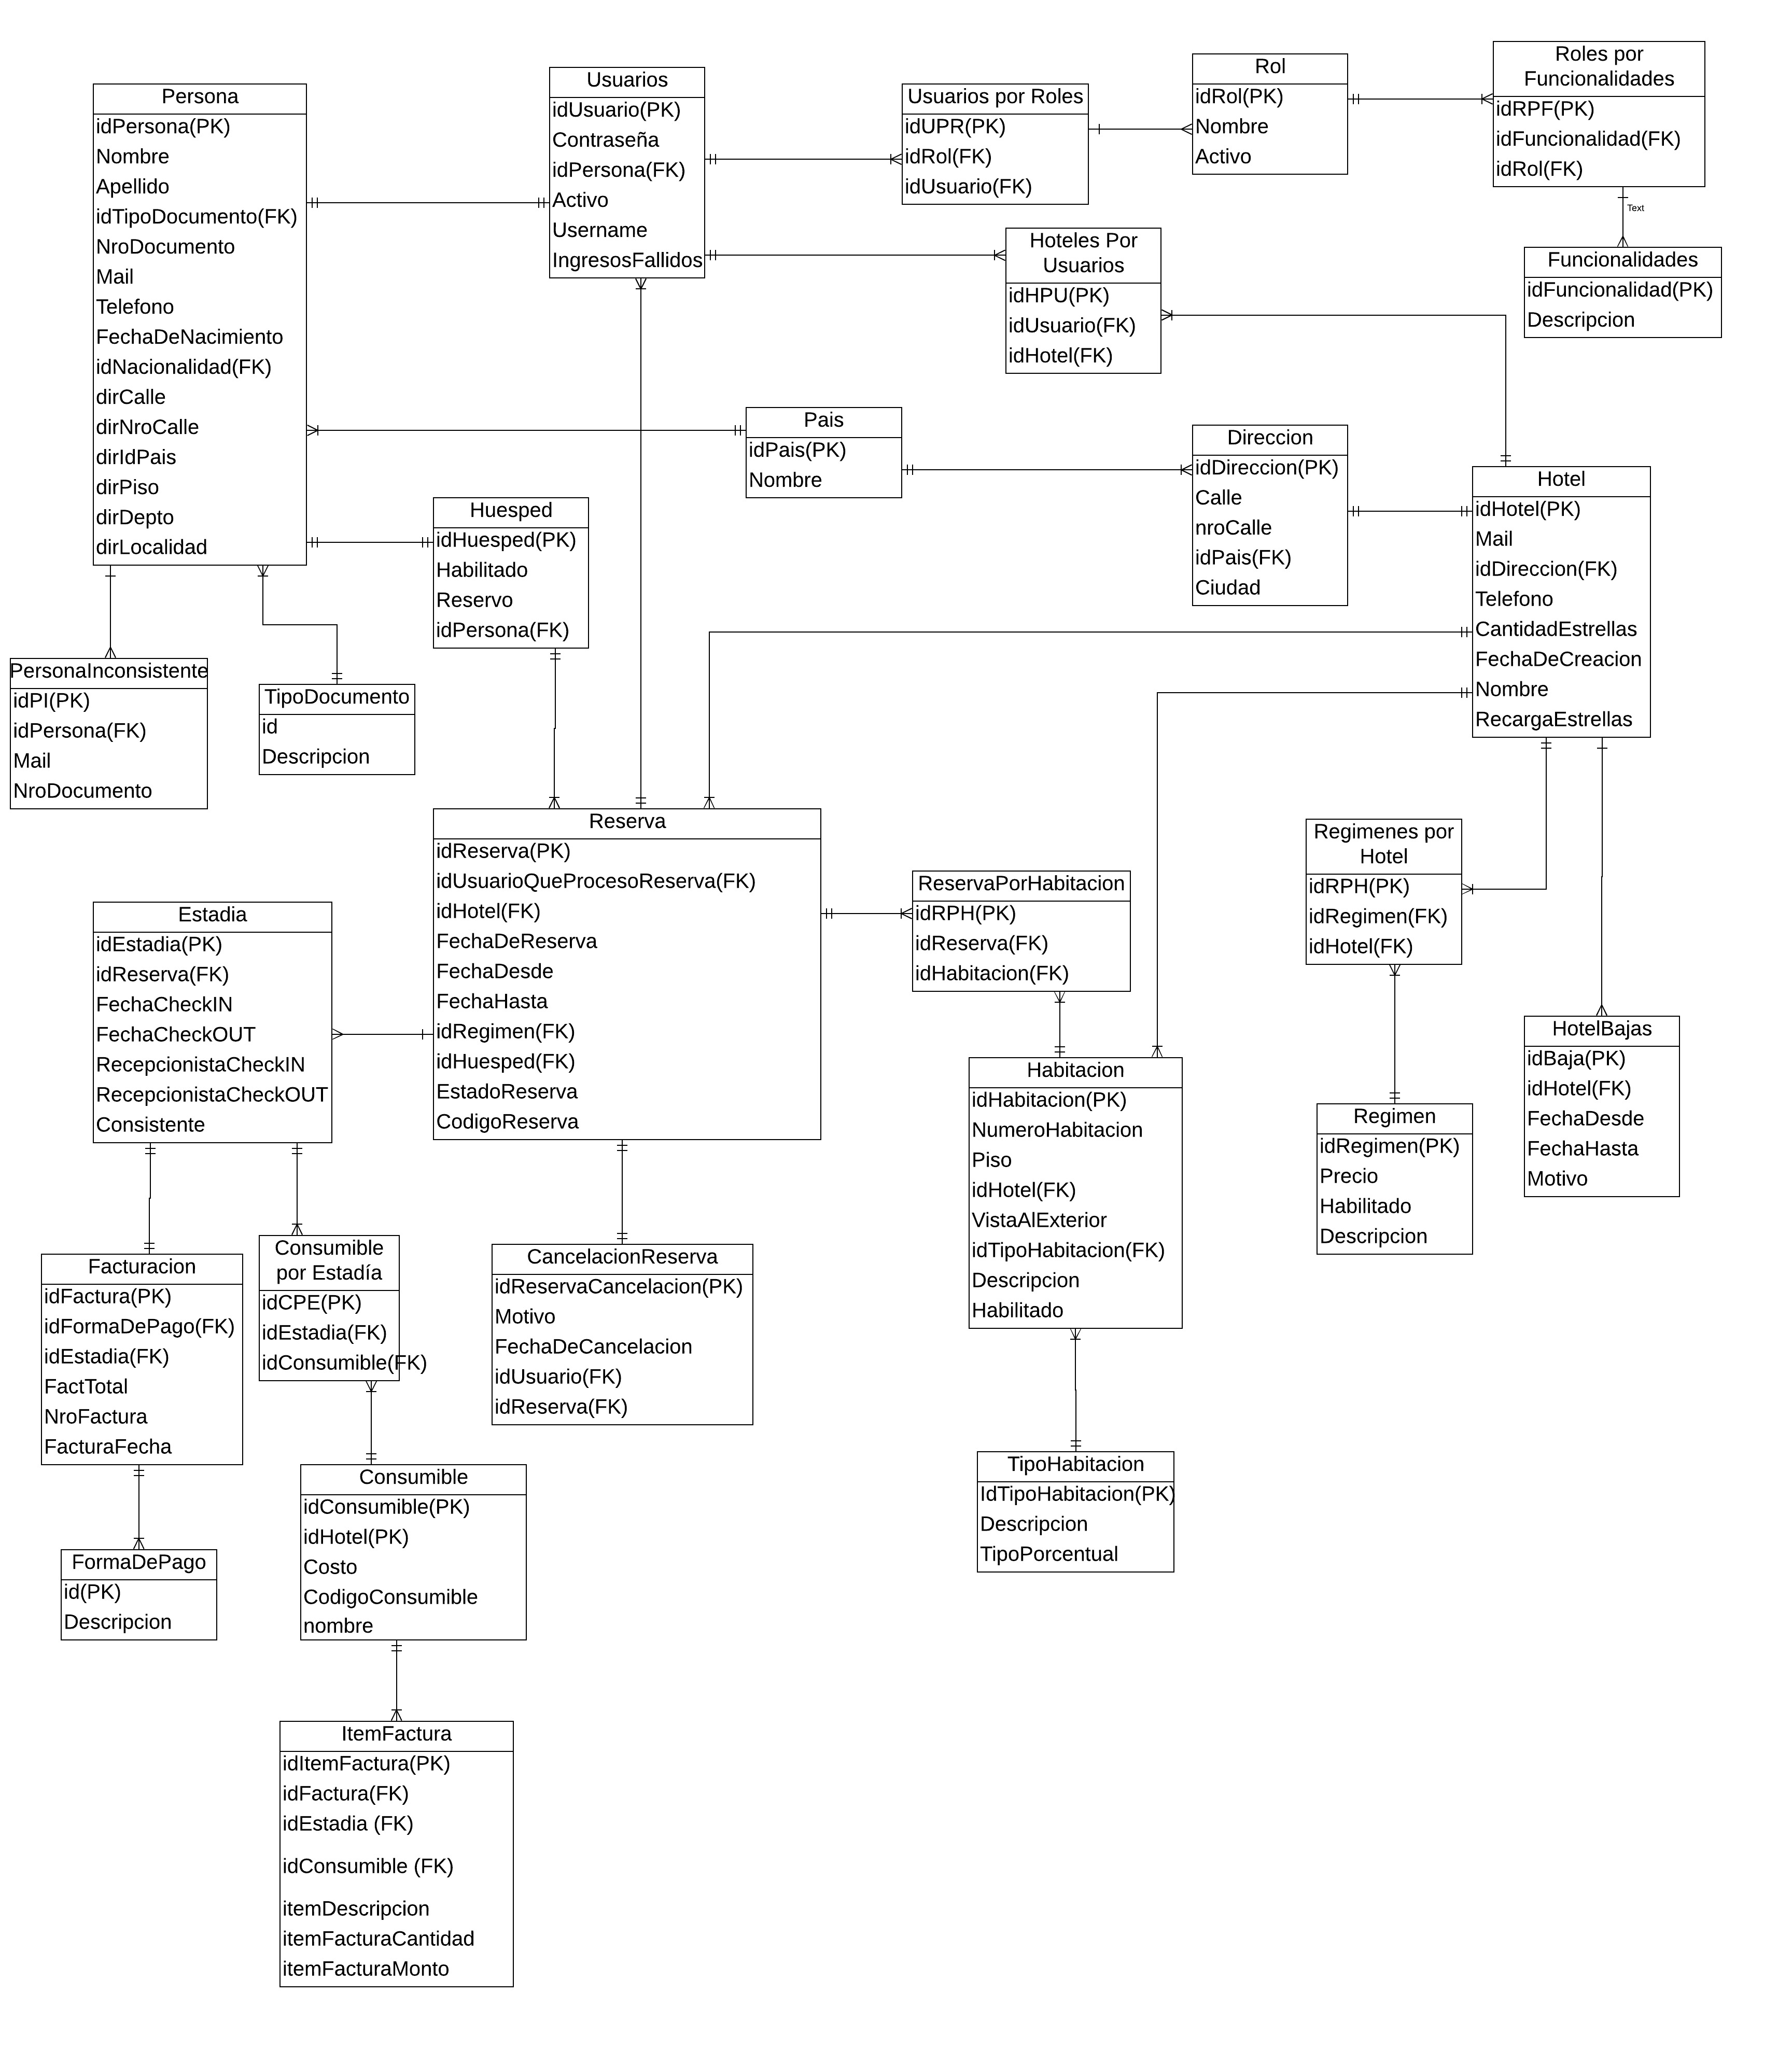 Persona
idPersona(PK)
Nombre
Apellido
idTipoDocumento(FK)
NroDocumento
Mail
Telefono
FechaDeNacimiento
idNacionalidad(FK)
dirCalle
dirNroCalle
dirIdPais
dirPiso
dirDepto
dirLocalidad
Usuarios
idUsuario(PK)
Contraseña
idPersona(FK)
Activo
Username
IngresosFallidos
Usuarios por Roles
idUPR(PK)
idRol(FK)
idUsuario(FK)
Rol
idRol(PK)
Nombre
Activo
Roles por
Funcionalidades
idRPF(PK)
idFuncionalidad(FK)
idRol(FK)
Text
Funcionalidades
idFuncionalidad(PK)
Descripcion
Hoteles Por
Usuarios
idHPU(PK)
idUsuario(FK)
idHotel(FK)
Pais
idPais(PK)
Nombre
Direccion
idDireccion(PK)
Calle
nroCalle
idPais(FK)
Ciudad
Hotel
idHotel(PK)
Mail
idDireccion(FK)
Telefono
CantidadEstrellas
FechaDeCreacion
Nombre
RecargaEstrellas
Huesped
idHuesped(PK)
Habilitado
Reservo
idPersona(FK)
PersonaInconsistente
idPI(PK)
idPersona(FK)
Mail
NroDocumento
TipoDocumento
id
Descripcion
Reserva
idReserva(PK)
idUsuarioQueProcesoReserva(FK)
idHotel(FK)
FechaDeReserva
FechaDesde
FechaHasta
idRegimen(FK)
idHuesped(FK)
EstadoReserva
CodigoReserva
ReservaPorHabitacion
idRPH(PK)
idReserva(FK)
idHabitacion(FK)
Regimenes por
Hotel
idRPH(PK)
idRegimen(FK)
idHotel(FK)
Estadia
idEstadia(PK)
idReserva(FK)
FechaCheckIN
FechaCheckOUT
RecepcionistaCheckIN
RecepcionistaCheckOUT
Consistente
Habitacion
idHabitacion(PK)
NumeroHabitacion
Piso
idHotel(FK)
VistaAlExterior
idTipoHabitacion(FK)
Descripcion
Habilitado
Regimen
idRegimen(PK)
Precio
Habilitado
Descripcion
HotelBajas
idBaja(PK)
idHotel(FK)
FechaDesde
FechaHasta
Motivo
Facturacion
idFactura(PK)
idFormaDePago(FK)
idEstadia(FK)
FactTotal
NroFactura
FacturaFecha
Consumible
por Estadía
idCPE(PK)
idEstadia(FK)
idConsumible(FK)
CancelacionReserva
idReservaCancelacion(PK)
Motivo
FechaDeCancelacion
idUsuario(FK)
idReserva(FK)
FormaDePago
id(PK)
Descripcion
Consumible
idConsumible(PK)
idHotel(PK)
Costo
CodigoConsumible
nombre
TipoHabitacion
IdTipoHabitacion(PK)
Descripcion
TipoPorcentual
ItemFactura
idItemFactura(PK)
idFactura(FK)
idEstadia (FK)
idConsumible (FK)
itemDescripcion
itemFacturaCantidad
itemFacturaMonto